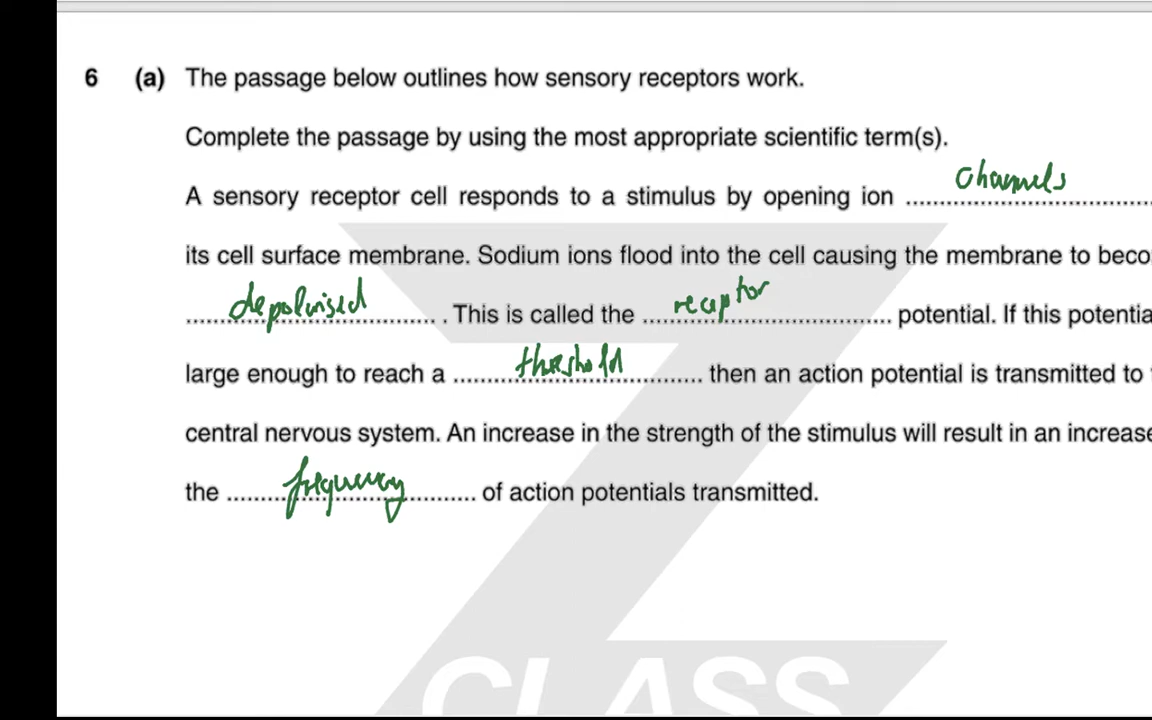 6 (a) The passage below outlines how sensory receptors work.
Complete the passage by using the most appropriate scientific term(s).
A sensory receptor cell responds to a stimulus by opening ion channels
its cell surface membrane. Sodium ions flood into the cell causing the membrane to beco
depolarised . This is called the receptor potential. If this potentia
large enough to reach a threshold then an action potential is transmitted to
central nervous system. An increase in the strength of the stimulus will result in an increase
the frequency of action potentials transmitted.
CLASS